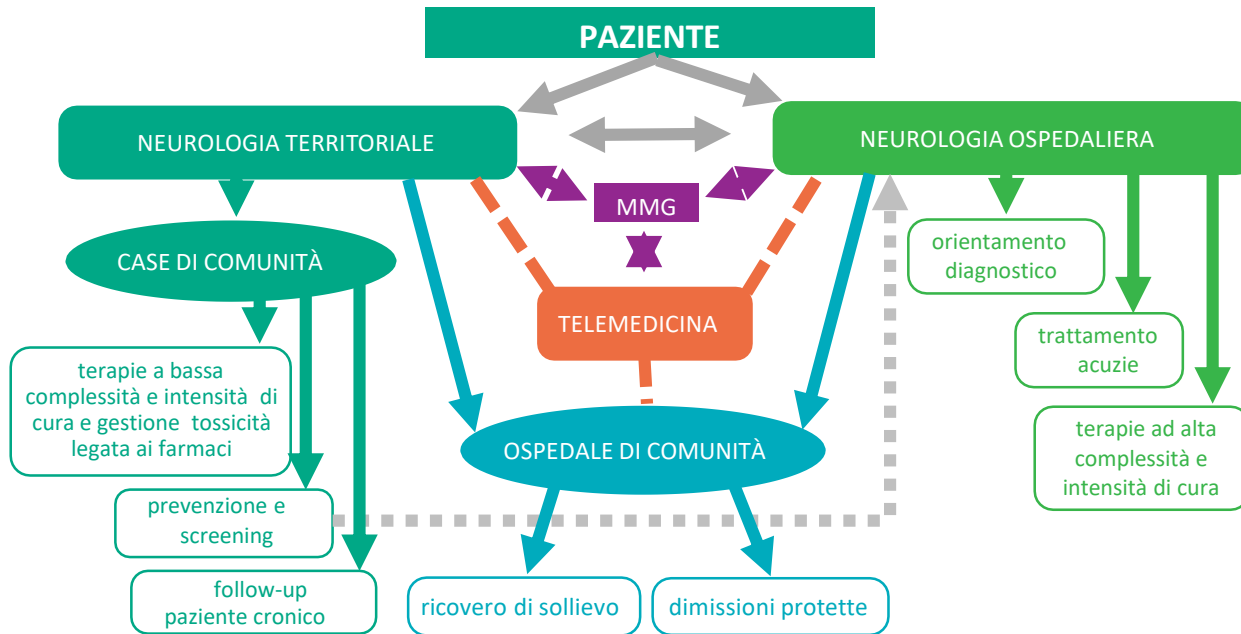 PAZIENTE
NEUROLOGIA TERRITORIALE
NEUROLOGIA OSPEDALIERA
MMG
CASE DI COMUNITÀ
orientamento
diagnostico
TELEMEDICINA
terapie a bassa
complessità e intensità di
cura e gestione tossicità
legata ai farmaci
trattamento
acuzie
OSPEDALE DI COMUNITÀ
terapie ad alta
complessità e
intensità di cura
prevenzione e
screening
follow-up
paziente cronico
ricovero di sollievo
dimissioni protette